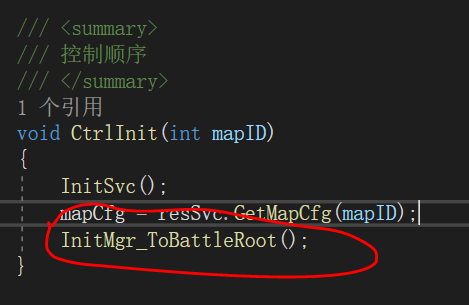 /// <summary>
/// 控制顺序
/// </summary>
1 个引用
void CtrlInit(int mapID)
{
InitSvc();
mapCfg = resSvc.GetMapCfg(mapID);
InitMgr_ToBattleRoot();
}